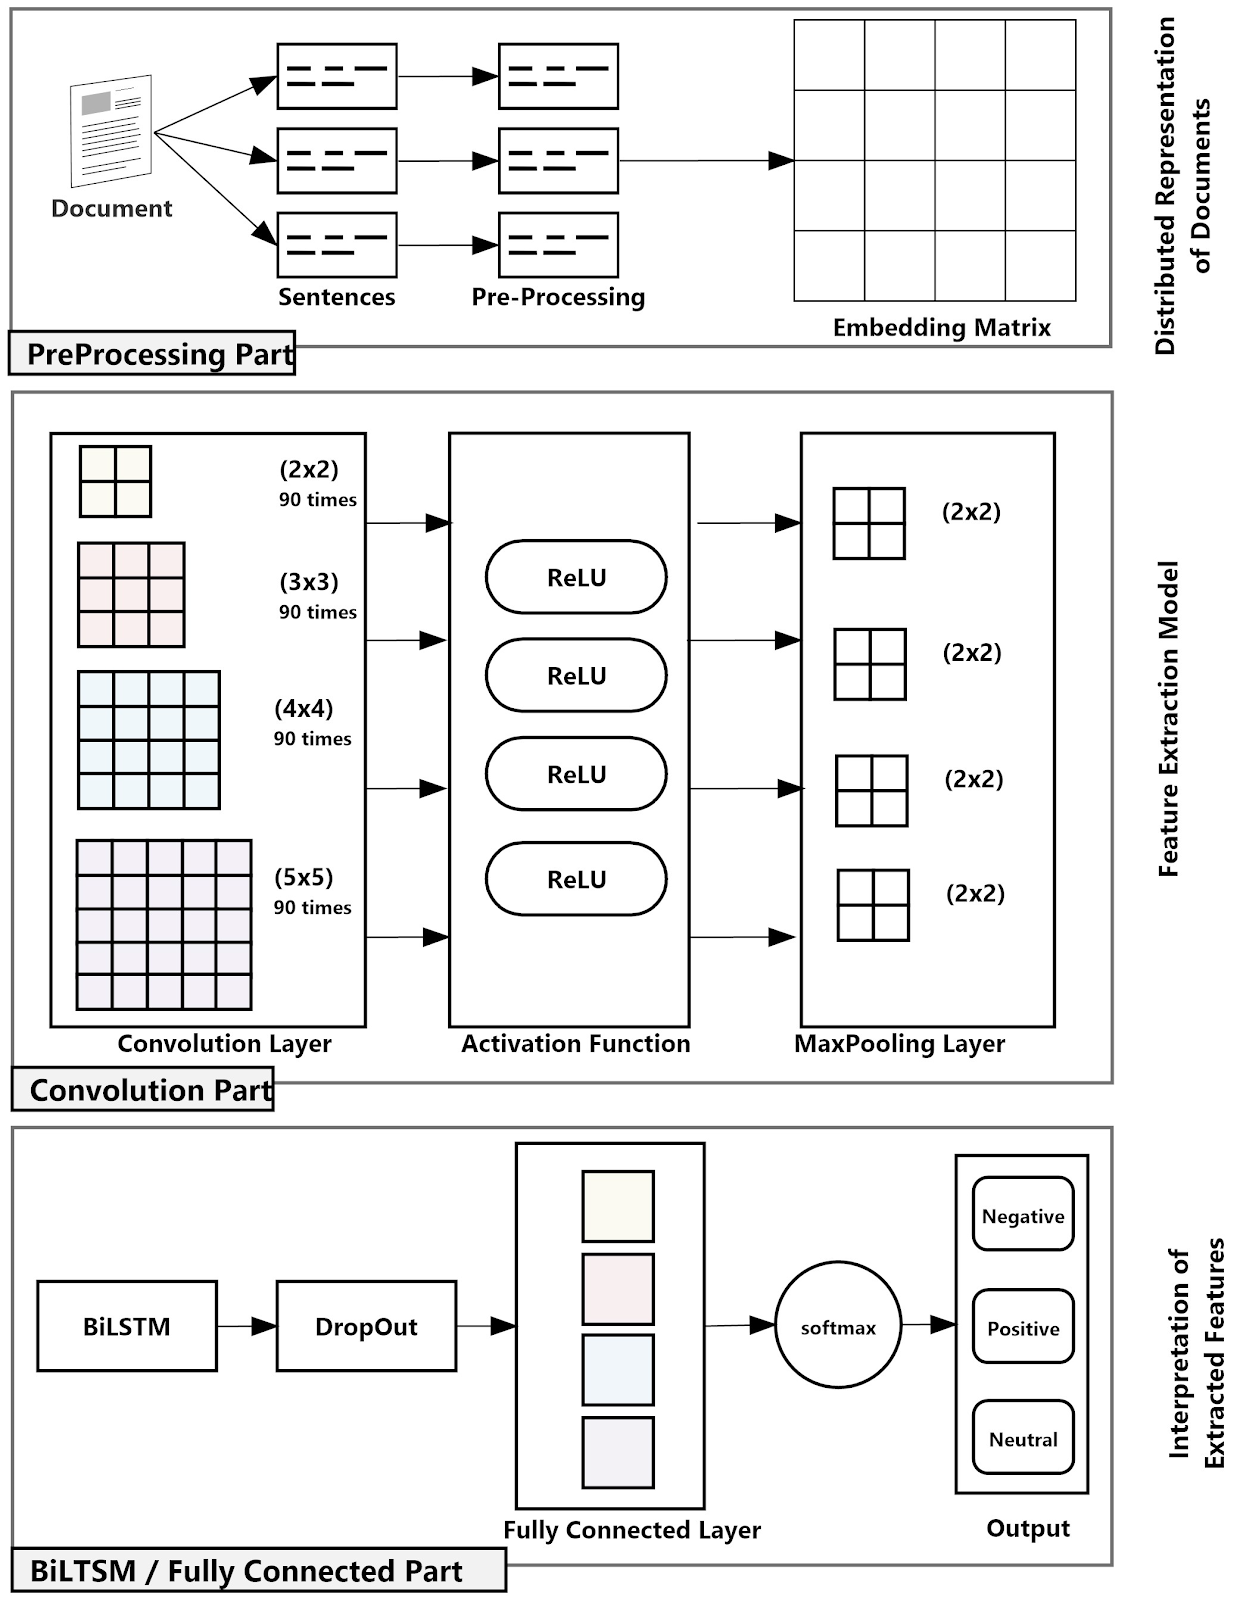 Document
Sentences
Pre-Processing
Embedding Matrix
PreProcessing Part
Distributed Representation
of Documents
(2x2)
90 times
(3x3)
90 times
(4x4)
90 times
(5x5)
90 times
Convolution Layer
ReLU
ReLU
ReLU
ReLU
Activation Function
(2x2)
(2x2)
(2x2)
(2x2)
MaxPooling Layer
Convolution Part
Feature Extraction Model
BiLSTM
DropOut
Fully Connected Layer
softmax
Negative
Positive
Neutral
Output
BiLTSM / Fully Connected Part
Interpretation of
Extracted Features